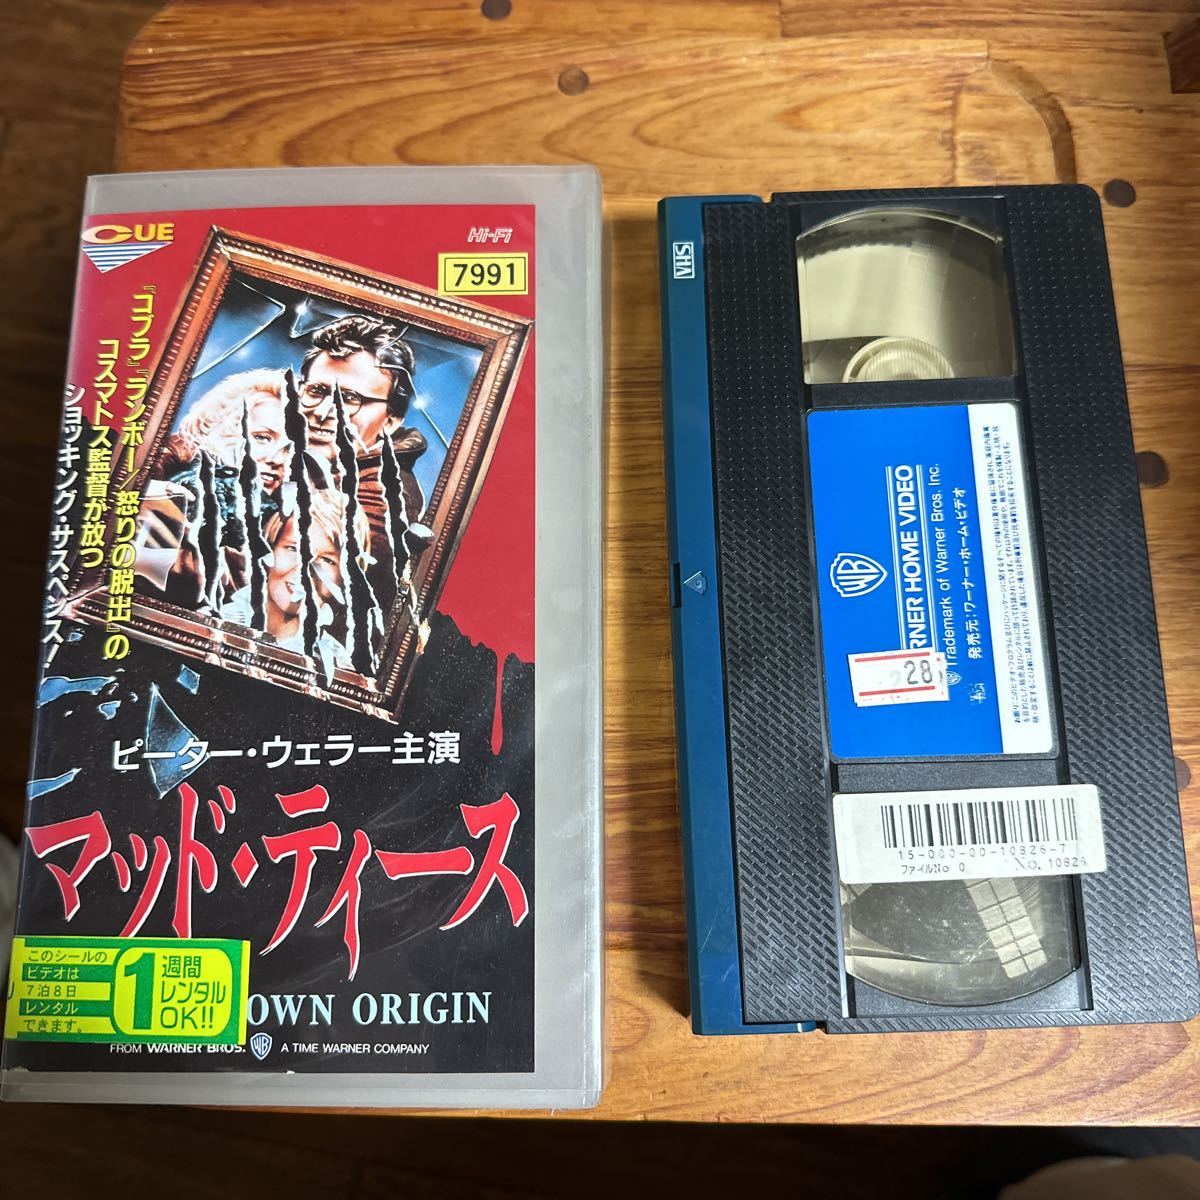 CUE
Hi-Fi
7991
『コブラ』『ランボー/怒りの脱出』の
コスマトス監督が放つ
ショッキング・サスペンス!
ピーター・ウェラー主演
マッド・ティース
OWN ORIGIN
このシールの
ビデオは
7泊8日
レンタル
できます。
1週間
レンタル
OK!!
FROM WARNER BROS.
WB
A TIME WARNER COMPANY
VHS
WB
RNER HOME VIDEO
Trademark of Warner Bros. Inc.
発売元:ワーナー・ホーム・ビデオ
28
15-000-00-10826-7
ファイルNo 0
No. 10826